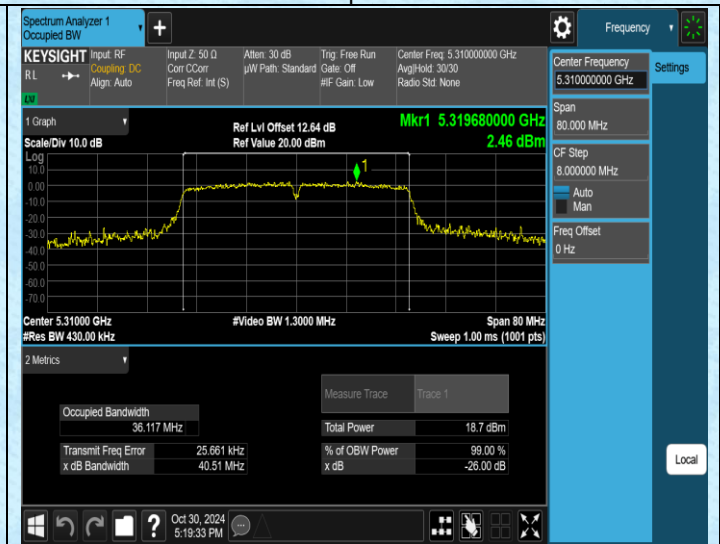 Spectrum Analyzer 1
Occupied BW
Frequency
KEYSIGHT Input: RF Input Z: 50 Ω Atten: 30 dB Trig: Free Run Center Freq: 5.310000000 GHz
RL Coupling: DC Corr CCorr µW Path: Standard Gate: Off Avg|Hold: 30/30
Align: Auto Freq Ref: Int (S) #IF Gain: Low Radio Std: None
Center Frequency
5.310000000 GHz
Settings
Span
80.000 MHz
CF Step
8.000000 MHz
Auto
Man
Freq Offset
0 Hz
Local
1 Graph
Ref Lvl Offset 12.64 dB Mkr1 5.319680000 GHz
Scale/Div 10.0 dB Ref Value 20.00 dBm 2.46 dBm
Log
10.0
0.00
-10.0
-20.0
-30.0
-40.0
-50.0
-60.0
-70.0
1
Center 5.31000 GHz #Video BW 1.3000 MHz Span 80 MHz
#Res BW 430.00 kHz Sweep 1.00 ms (1001 pts)
2 Metrics
Measure Trace Trace 1
Occupied Bandwidth
36.117 MHz Total Power 18.7 dBm
Transmit Freq Error 25.661 kHz % of OBW Power 99.00 %
x dB Bandwidth 40.51 MHz x dB -26.00 dB
Oct 30, 2024
5:19:33 PM